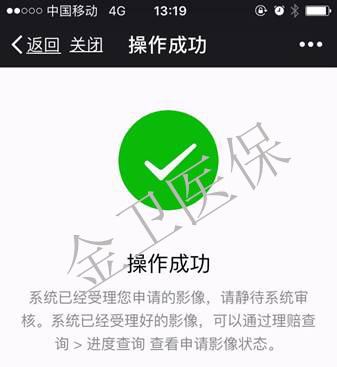 中国移动 4G 13:19
返回 关闭 操作成功
金卫医保
操作成功
系统已经受理您申请的影像，请静待系统审
核。系统已经受理好的影像，可以通过理赔查
询 > 进度查询 查看申请影像状态。